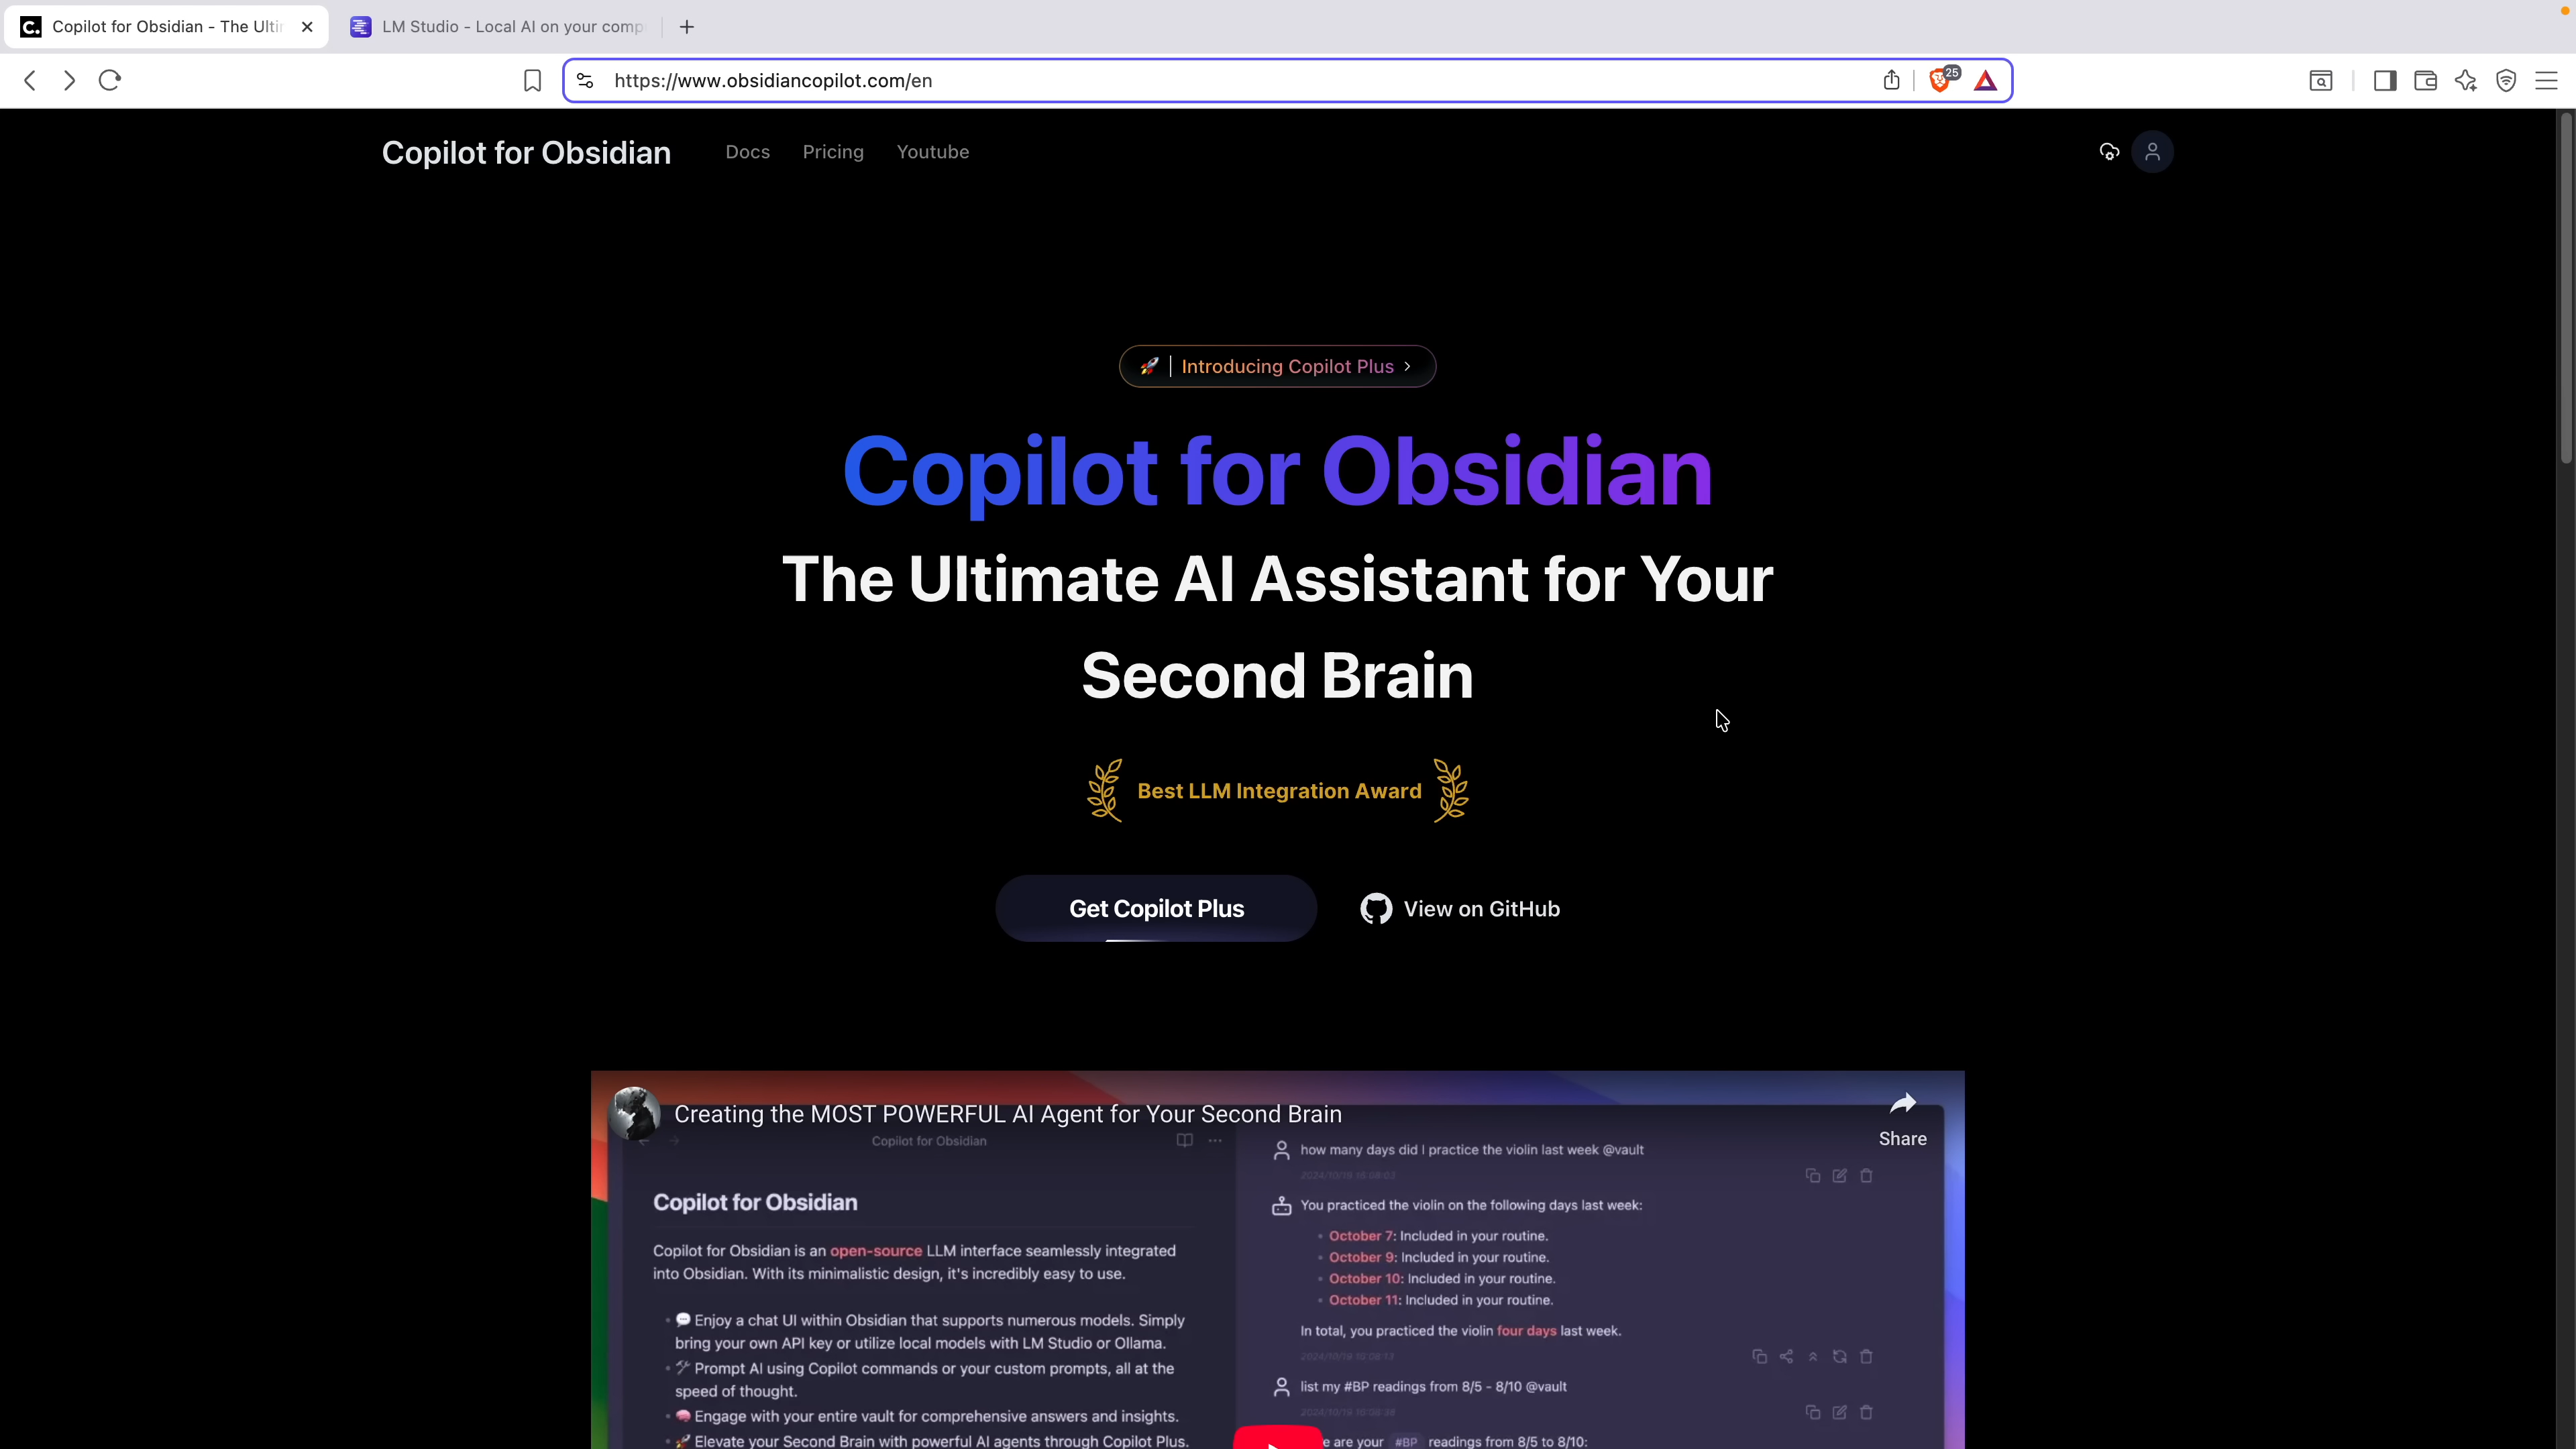 Copilot for Obsidian - The Ulti
LM Studio - Local AI on your comp
https://www.obsidiancopilot.com/en
25
Copilot for Obsidian
Docs
Pricing
Youtube
🚀 | Introducing Copilot Plus >
Copilot for Obsidian
The Ultimate AI Assistant for Your
Second Brain
Best LLM Integration Award
Get Copilot Plus
View on GitHub
Creating the MOST POWERFUL AI Agent for Your Second Brain
Share
Copilot for Obsidian
Copilot for Obsidian
Copilot for Obsidian is an open-source LLM interface seamlessly integrated
into Obsidian. With its minimalistic design, it's incredibly easy to use.
💬 Enjoy a chat UI within Obsidian that supports numerous models. Simply
bring your own API key or utilize local models with LM Studio or Ollama.
🛠 Prompt AI using Copilot commands or your custom prompts, all at the
speed of thought.
🧠 Engage with your entire vault for comprehensive answers and insights.
🚀 Elevate your Second Brain with powerful AI agents through Copilot Plus.
how many days did I practice the violin last week @vault
You practiced the violin on the following days last week:
October 7: Included in your routine.
October 9: Included in your routine.
October 10: Included in your routine.
October 11: Included in your routine.
In total, you practiced the violin four days last week.
list my #BP readings from 8/5 - 8/10 @vault
are your #BP readings from 8/5 to 8/10: